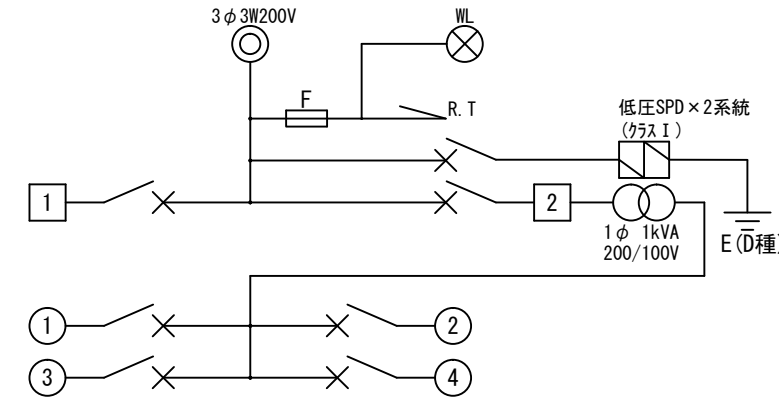 3φ3W200V
WL
F
R.T
低圧SPD×2系統
(ｸﾗｽⅠ)
1
2
1φ 1kVA
200/100V
E(D種)
1
2
3
4